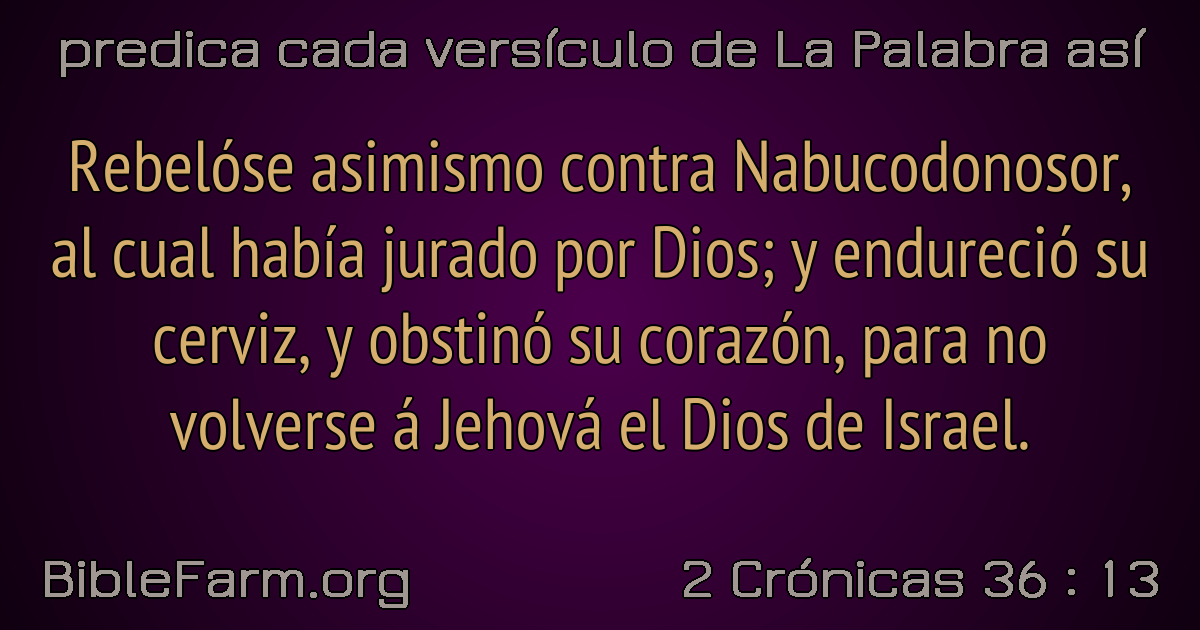 predica cada versículo de La Palabra así
Rebelóse asimismo contra Nabucodonosor,
al cual había jurado por Dios; y endureció su
cerviz, y obstinó su corazón, para no
volverse á Jehová el Dios de Israel.
BibleFarm.org
2 Crónicas 36 : 13